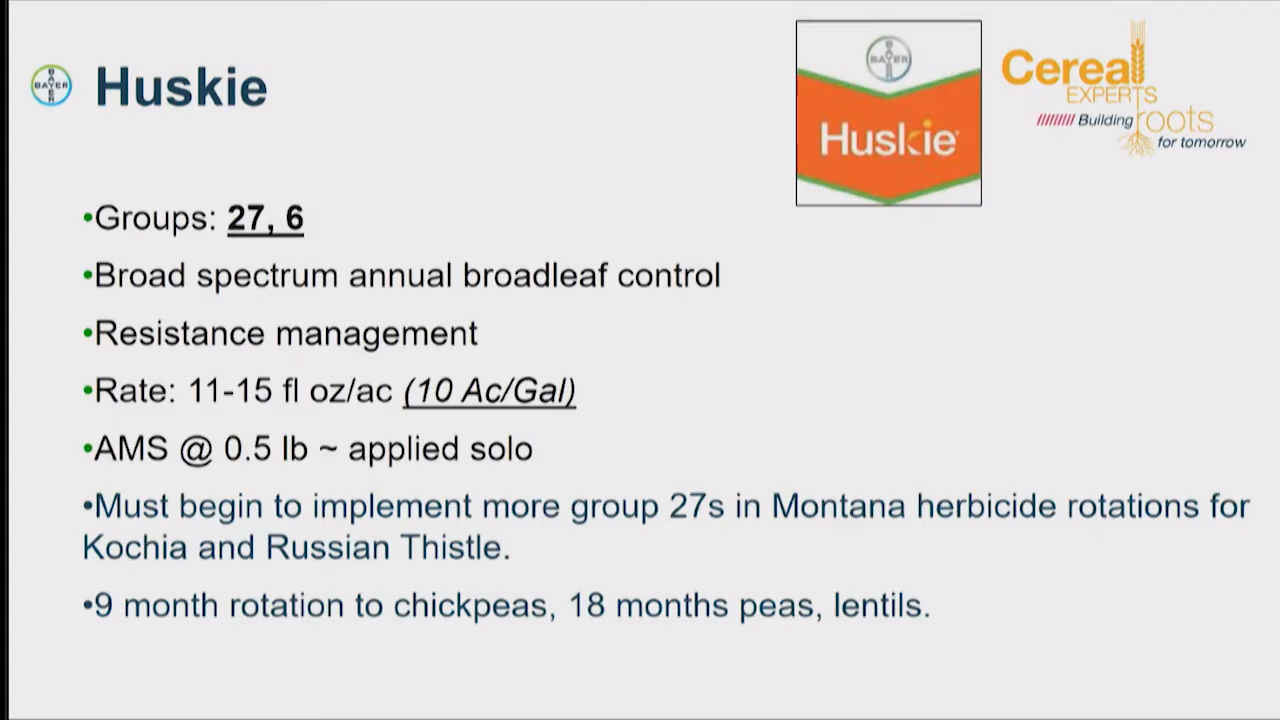 BAYER
Huskie
BAYER
Huskie
Cereal
EXPERTS
///////// Building roots
for tomorrow
•Groups: 27, 6
•Broad spectrum annual broadleaf control
•Resistance management
•Rate: 11-15 fl oz/ac (10 Ac/Gal)
•AMS @ 0.5 lb ~ applied solo
•Must begin to implement more group 27s in Montana herbicide rotations for
Kochia and Russian Thistle.
•9 month rotation to chickpeas, 18 months peas, lentils.